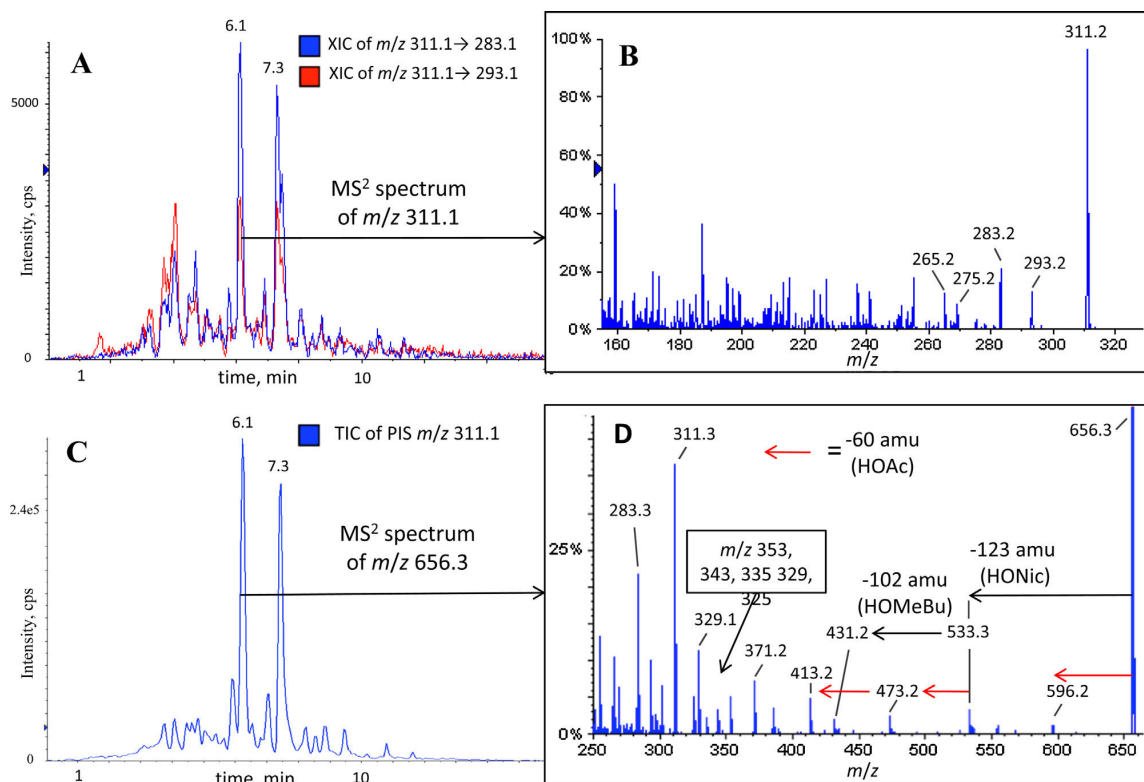 A
6.1
7.3
XIC of m/z 311.1→ 283.1
XIC of m/z 311.1→ 293.1
5000
0
Intensity, cps
1
10
time, min
MS² spectrum
of m/z 311.1
B
100%
80%
60%
40%
20%
0%
311.2
283.2
265.2
275.2
293.2
160
180
200
220
240
260
280
300
320
m/z
C
6.1
7.3
TIC of PIS m/z 311.1
2.4e5
0
Intensity, cps
1
10
time, min
MS² spectrum
of m/z 656.3
D
311.3
= -60 amu
(HOAc)
656.3
283.3
25%
0%
m/z 353,
343, 335 329,
325
-123 amu
(HONic)
-102 amu
(HOMeBu)
329.1
431.2
533.3
371.2
413.2
473.2
596.2
250
300
350
400
450
500
550
600
650
m/z